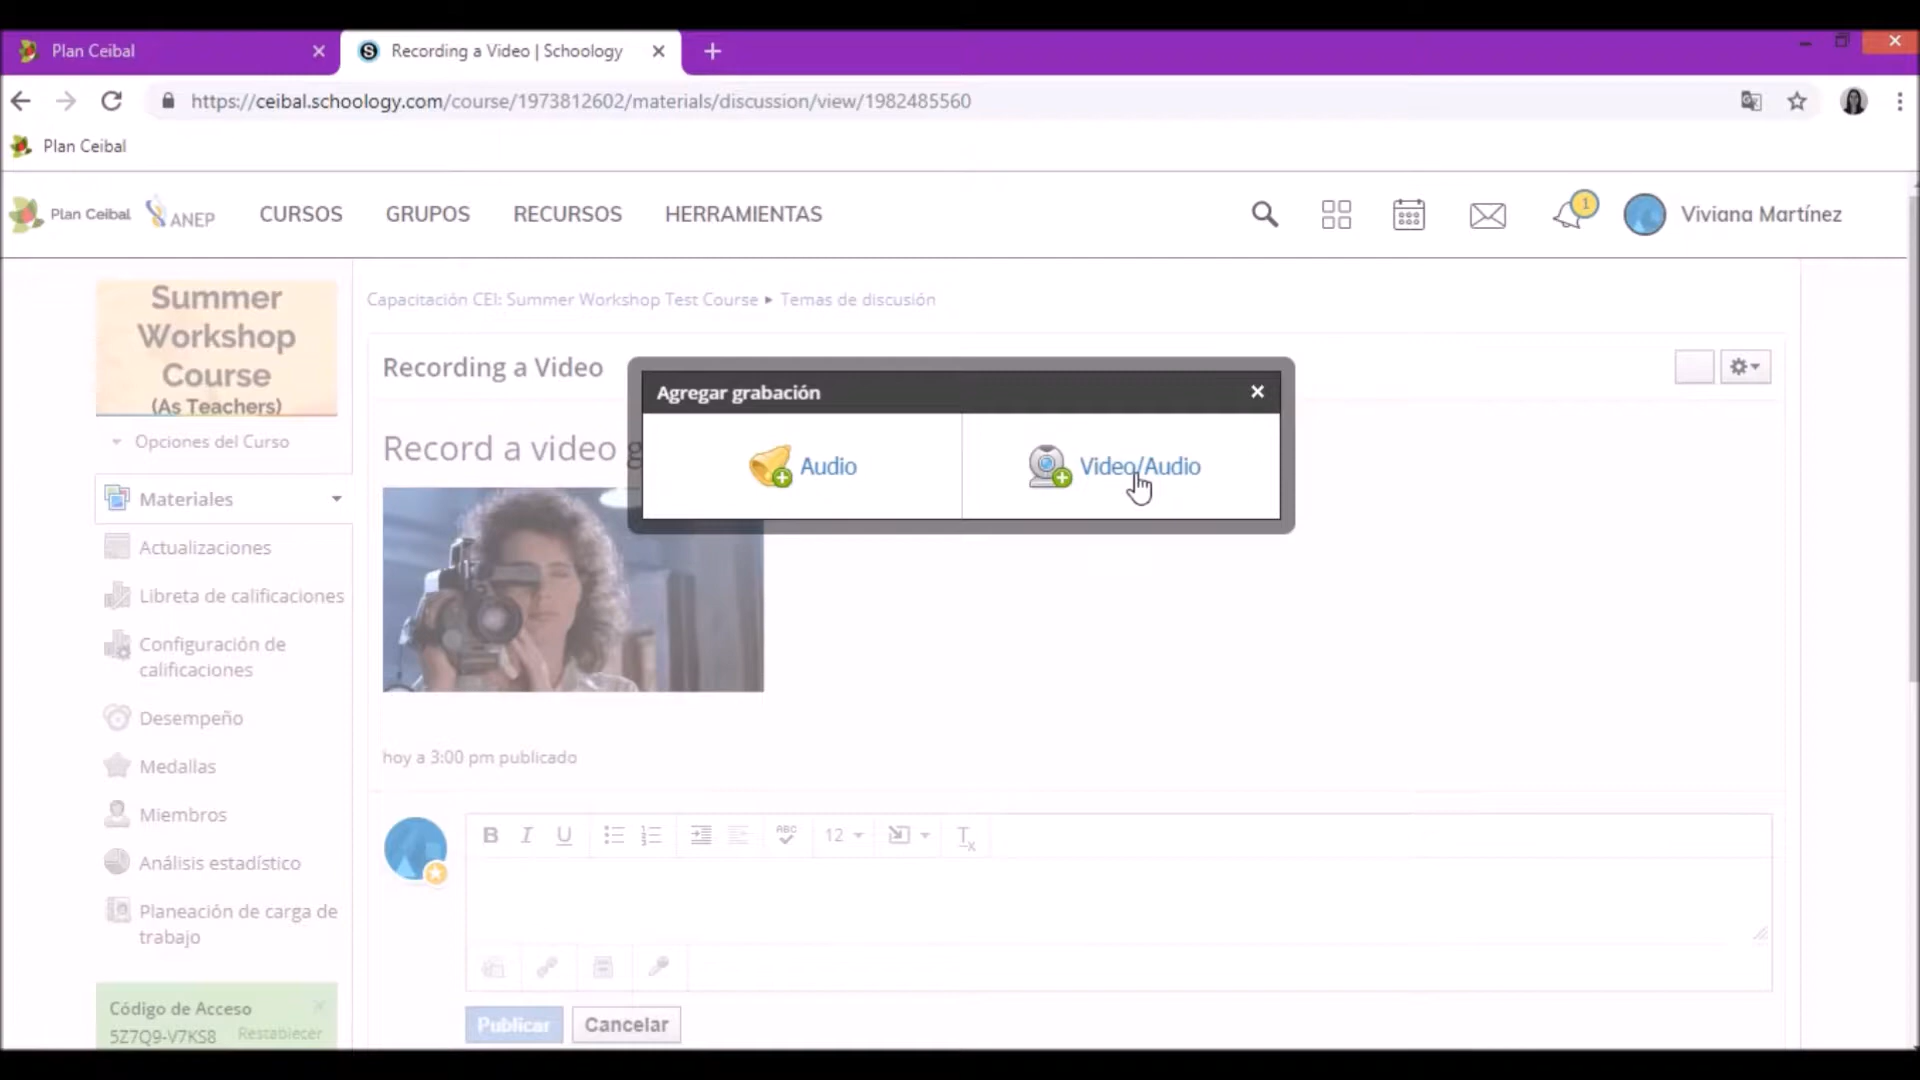 Plan Ceibal
Recording a Video | Schoology
https://ceibal.schoology.com/course/1973812602/materials/discussion/view/1982485560
Plan Ceibal
Plan Ceibal
ANEP
CURSOS
GRUPOS
RECURSOS
HERRAMIENTAS
1
Viviana Martínez
Summer
Workshop
Course
(As Teachers)
Opciones del Curso
Materiales
Actualizaciones
Libreta de calificaciones
Configuración de
calificaciones
Desempeño
Medallas
Miembros
Análisis estadístico
Planeación de carga de
trabajo
Código de Acceso
5Z7Q9-V7KS8 Restablecer
Capacitación CEI: Summer Workshop Test Course ▸ Temas de discusión
Recording a Video
Agregar grabación
Audio
Video/Audio
Record a video
hoy a 3:00 pm publicado
B I U ABC 12 Tx
Publicar
Cancelar